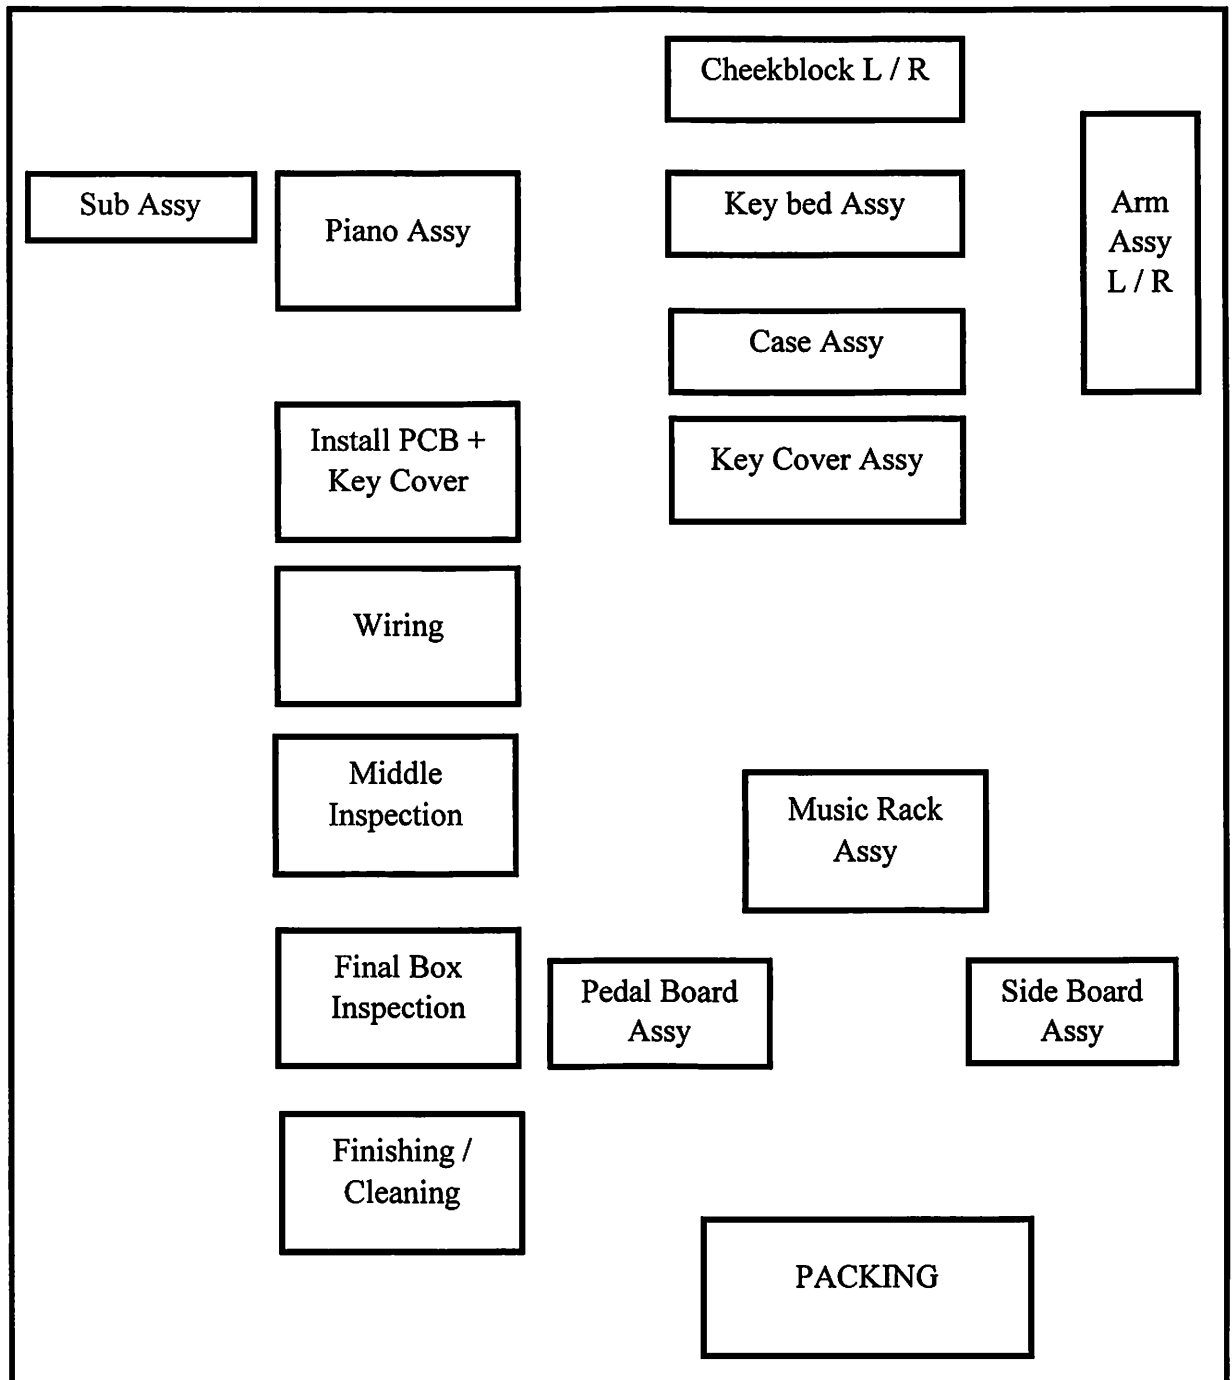 Cheekblock L / R
Sub Assy
Piano Assy
Key bed Assy
Arm
Assy
L / R
Case Assy
Install PCB +
Key Cover
Key Cover Assy
Wiring
Middle
Inspection
Music Rack
Assy
Final Box
Inspection
Pedal Board
Assy
Side Board
Assy
Finishing /
Cleaning
PACKING